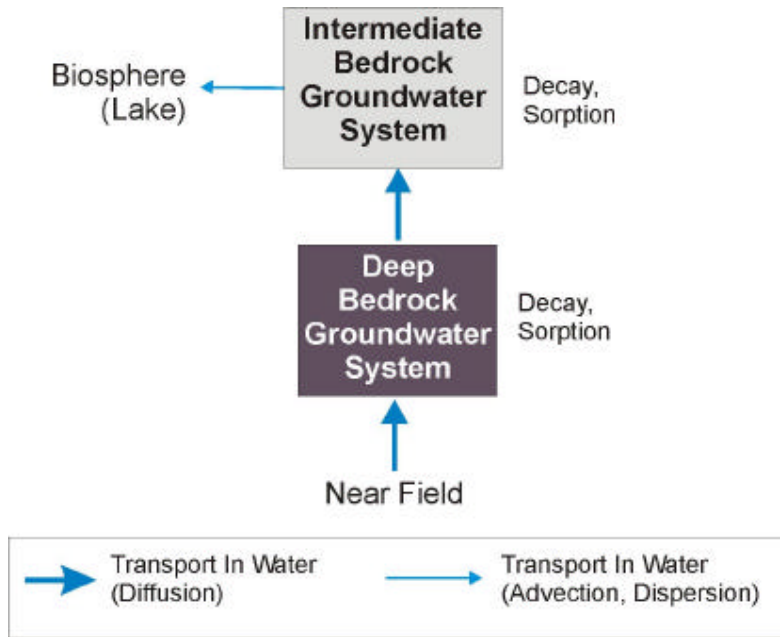 Intermediate
Bedrock
Groundwater
System
Biosphere
(Lake)
Decay,
Sorption
Deep
Bedrock
Groundwater
System
Decay,
Sorption
Near Field
Transport In Water
(Diffusion)
Transport In Water
(Advection, Dispersion)